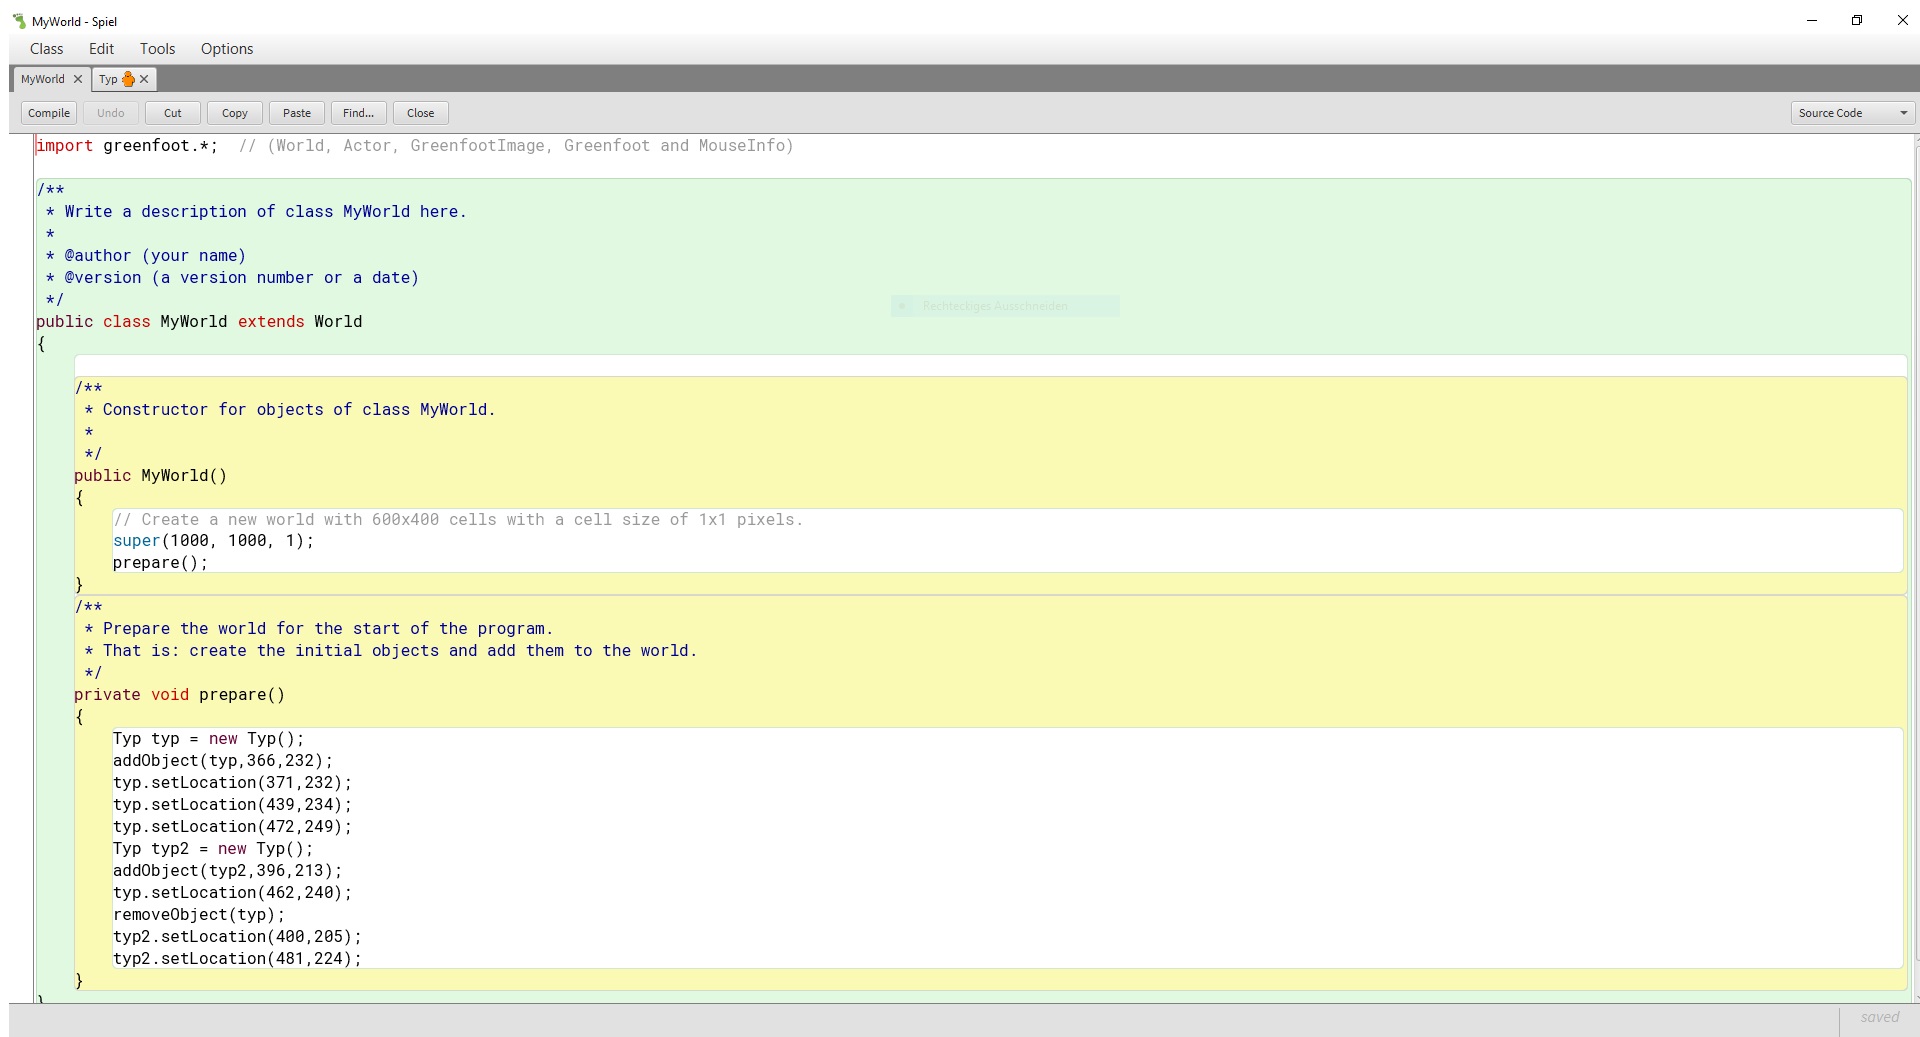 MyWorld - Spiel
Class Edit Tools Options
MyWorld Typ
Compile Undo Cut Copy Paste Find... Close Source Code
import greenfoot.*;  // (World, Actor, GreenfootImage, Greenfoot and MouseInfo)
/**
 * Write a description of class MyWorld here.
 *
 * @author (your name)
 * @version (a version number or a date)
 */
Rechteckiges Ausschneiden
public class MyWorld extends World
{
/**
 * Constructor for objects of class MyWorld.
 *
 */
public MyWorld()
{
// Create a new world with 600x400 cells with a cell size of 1x1 pixels.
super(1000, 1000, 1);
prepare();
}
/**
 * Prepare the world for the start of the program.
 * That is: create the initial objects and add them to the world.
 */
private void prepare()
{
Typ typ = new Typ();
addObject(typ,366,232);
typ.setLocation(371,232);
typ.setLocation(439,234);
typ.setLocation(472,249);
Typ typ2 = new Typ();
addObject(typ2,396,213);
typ.setLocation(462,240);
removeObject(typ);
typ2.setLocation(400,205);
typ2.setLocation(481,224);
}
}
saved